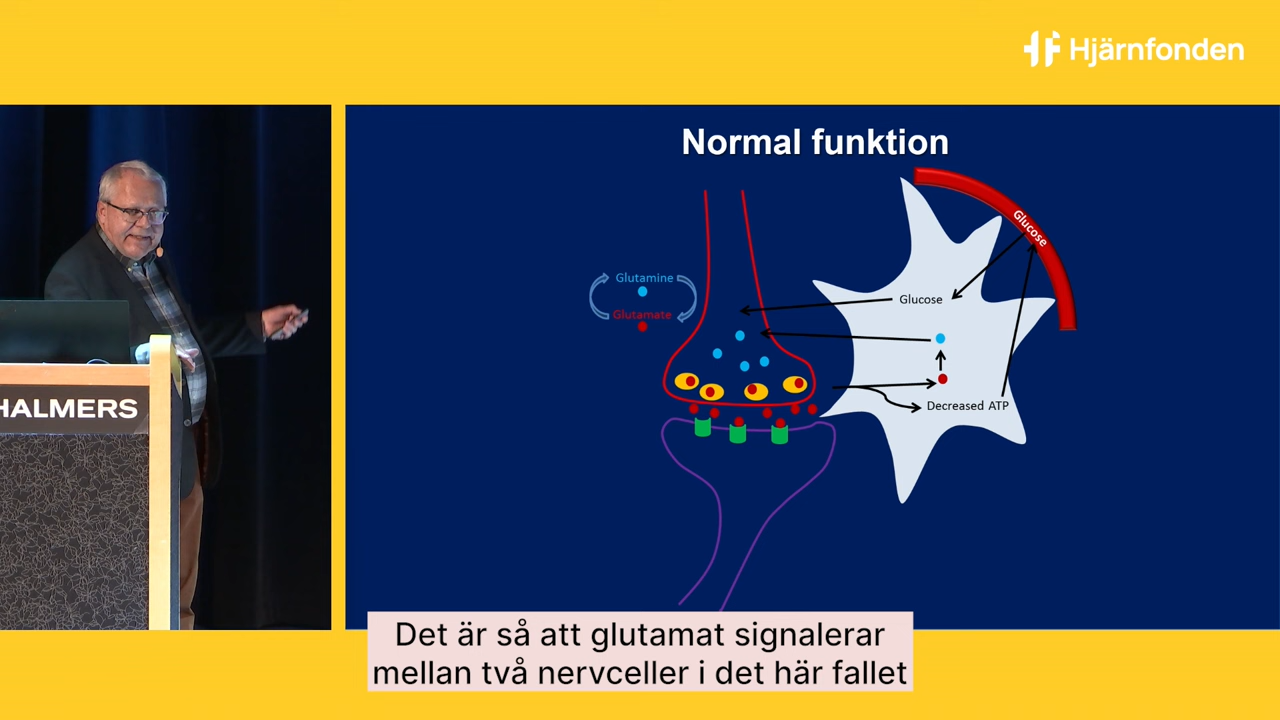 Hjärnfonden
Normal funktion
Glucose
Glutamine
Glutamate
Glucose
Decreased ATP
HALMERS
Det är så att glutamat signalerar
mellan två nervceller i det här fallet